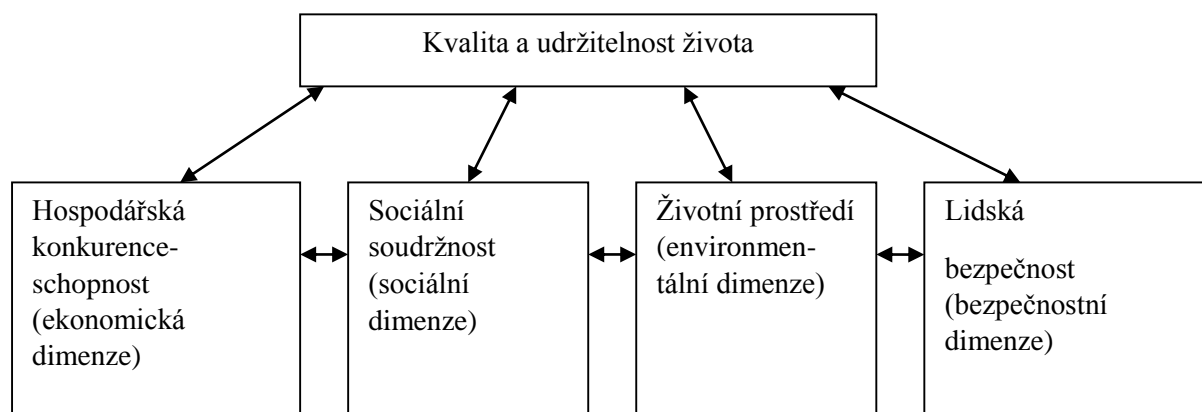 Kvalita a udržitelnost života
Hospodářská
konkurence-
schopnost
(ekonomická
dimenze)
Sociální
soudržnost
(sociální
dimenze)
Životní prostředí
(environmen-
tální dimenze)
Lidská
bezpečnost
(bezpečnostní
dimenze)